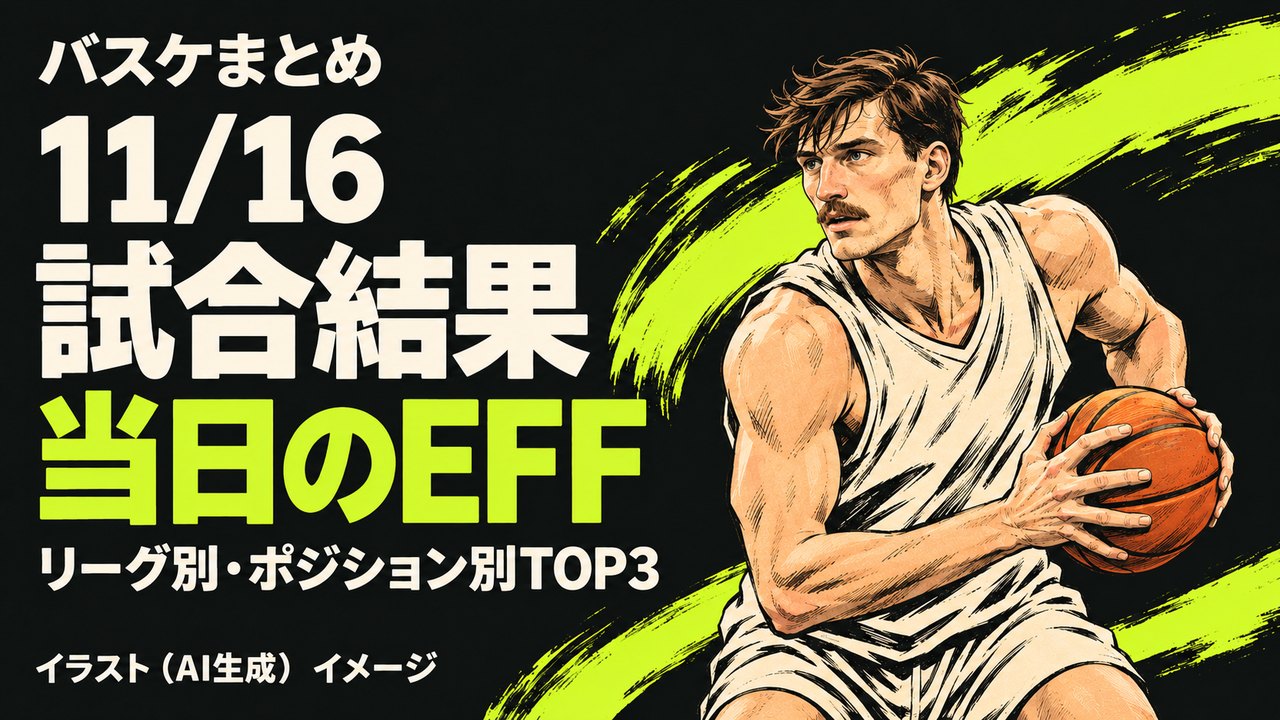 バスケまとめ
11/16
試合結果
当日のEFF
リーグ別・ポジション別TOP3
イラスト（AI生成） イメージ